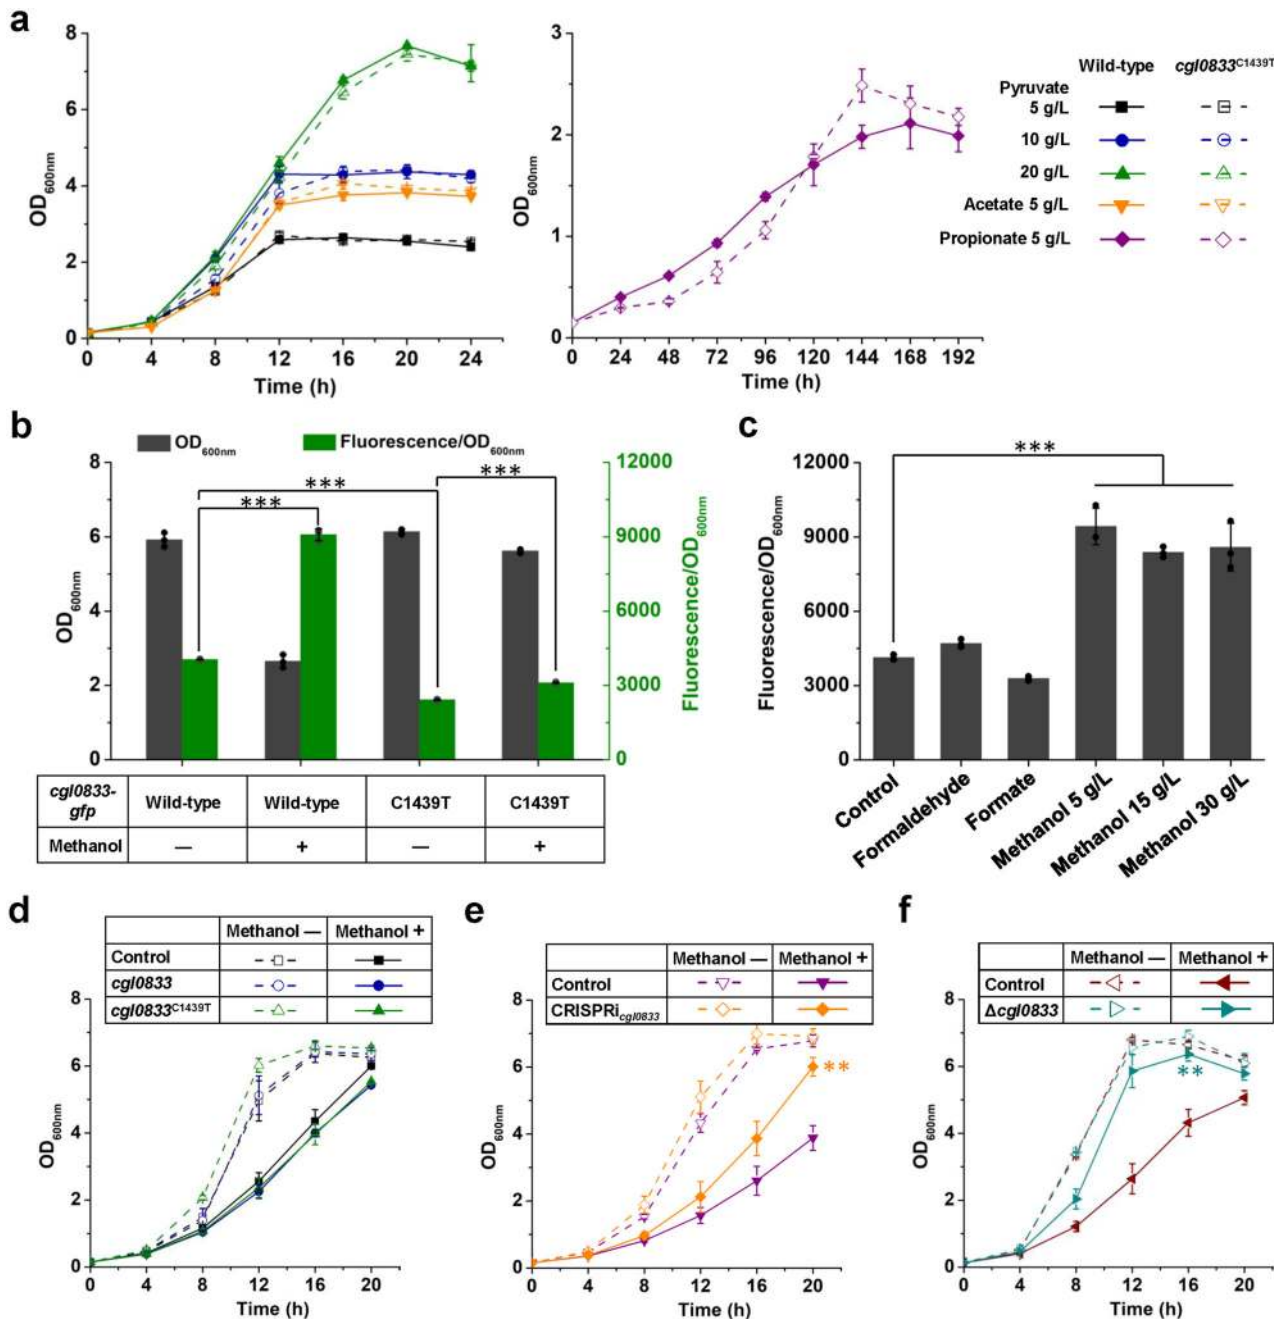 a
OD600nm
8
6
4
2
0
0 4 8 12 16 20 24
Time (h)
OD600nm
3
2
1
0
0 24 48 72 96 120 144 168 192
Time (h)
Wild-type cgl0833C1439T
Pyruvate
5 g/L
10 g/L
20 g/L
Acetate 5 g/L
Propionate 5 g/L
b
OD600nm Fluorescence/OD600nm
OD600nm
8
6
4
2
0
***
***
***
12000
9000
6000
3000
0
Fluorescence/OD600nm
cgl0833-gfp Wild-type Wild-type C1439T C1439T
Methanol — + — +
c
Fluorescence/OD600nm
12000
9000
6000
3000
0
***
Control
Formaldehyde
Formate
Methanol 5 g/L
Methanol 15 g/L
Methanol 30 g/L
d
Methanol — Methanol +
Control
cgl0833
cgl0833C1439T
OD600nm
8
6
4
2
0
0 4 8 12 16 20
Time (h)
e
Methanol — Methanol +
Control
CRISPRicgl0833
OD600nm
8
6
4
2
0
**
0 4 8 12 16 20
Time (h)
f
Methanol — Methanol +
Control
Δcgl0833
OD600nm
8
6
4
2
0
**
0 4 8 12 16 20
Time (h)